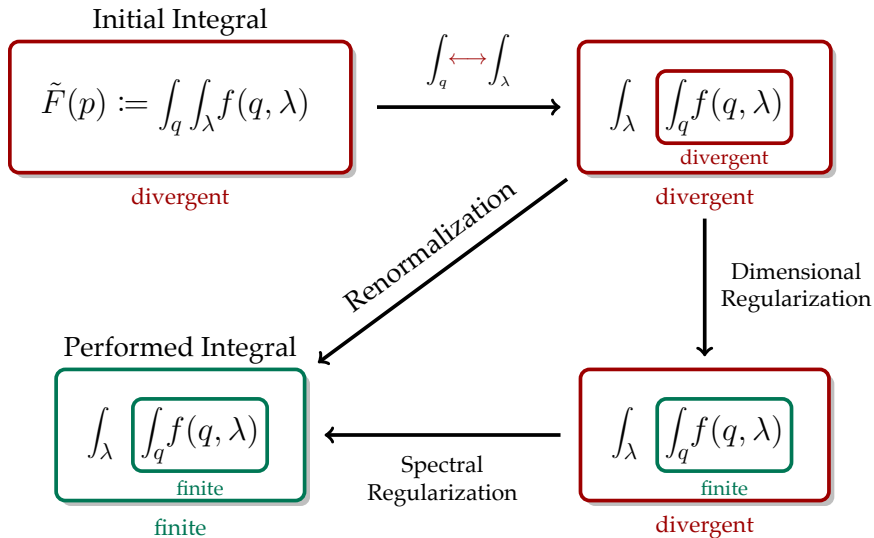 Initial Integral
F̃(p) := ∫_q ∫_λ f(q, λ)
divergent
∫_q ⟷ ∫_λ
∫_λ ∫_q f(q, λ)
divergent
divergent
Renormalization
Dimensional
Regularization
Performed Integral
∫_λ ∫_q f(q, λ)
finite
finite
Spectral
Regularization
∫_λ ∫_q f(q, λ)
finite
divergent